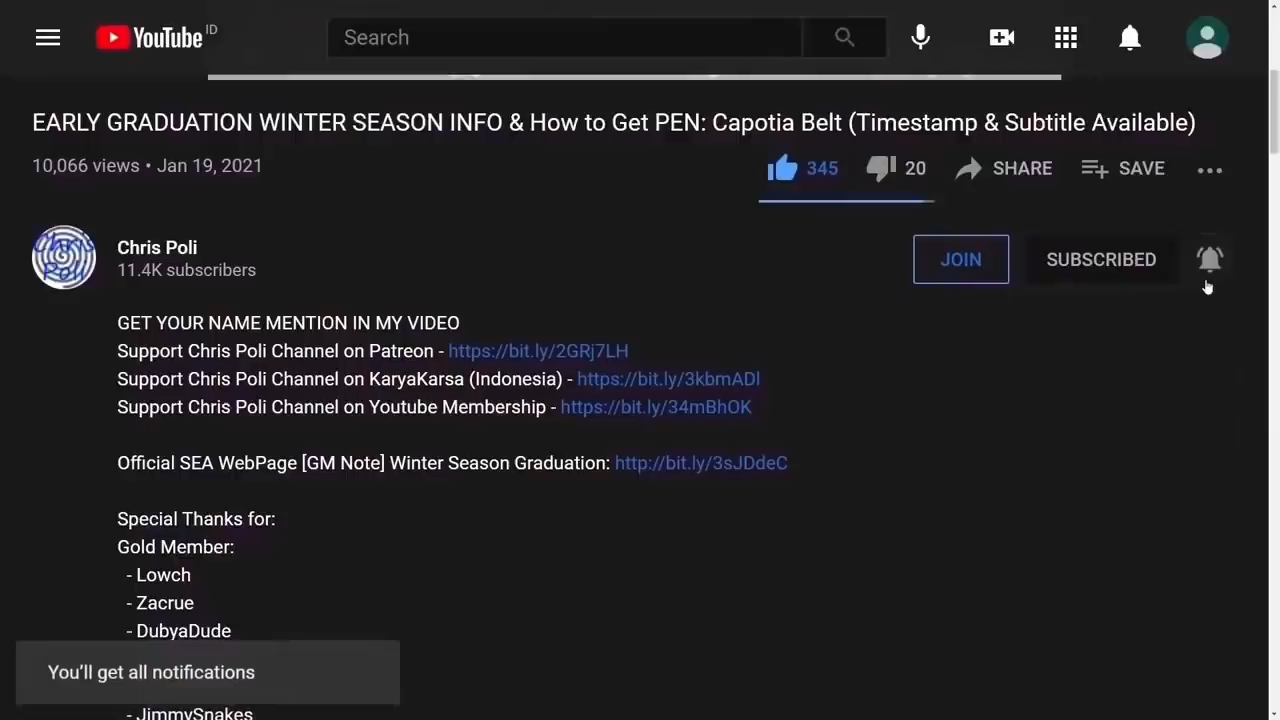 YouTube ID
Search
EARLY GRADUATION WINTER SEASON INFO & How to Get PEN: Capotia Belt (Timestamp & Subtitle Available)
10,066 views • Jan 19, 2021
345 20 SHARE SAVE
Chris Poli
Chris Poli
11.4K subscribers
JOIN SUBSCRIBED
GET YOUR NAME MENTION IN MY VIDEO
Support Chris Poli Channel on Patreon - https://bit.ly/2GRj7LH
Support Chris Poli Channel on KaryaKarsa (Indonesia) - https://bit.ly/3kbmADl
Support Chris Poli Channel on Youtube Membership - https://bit.ly/34mBhOK
Official SEA WebPage [GM Note] Winter Season Graduation: http://bit.ly/3sJDdeC
Special Thanks for:
Gold Member:
- Lowch
- Zacrue
- DubyaDude
You'll get all notifications
- JimmySnakes